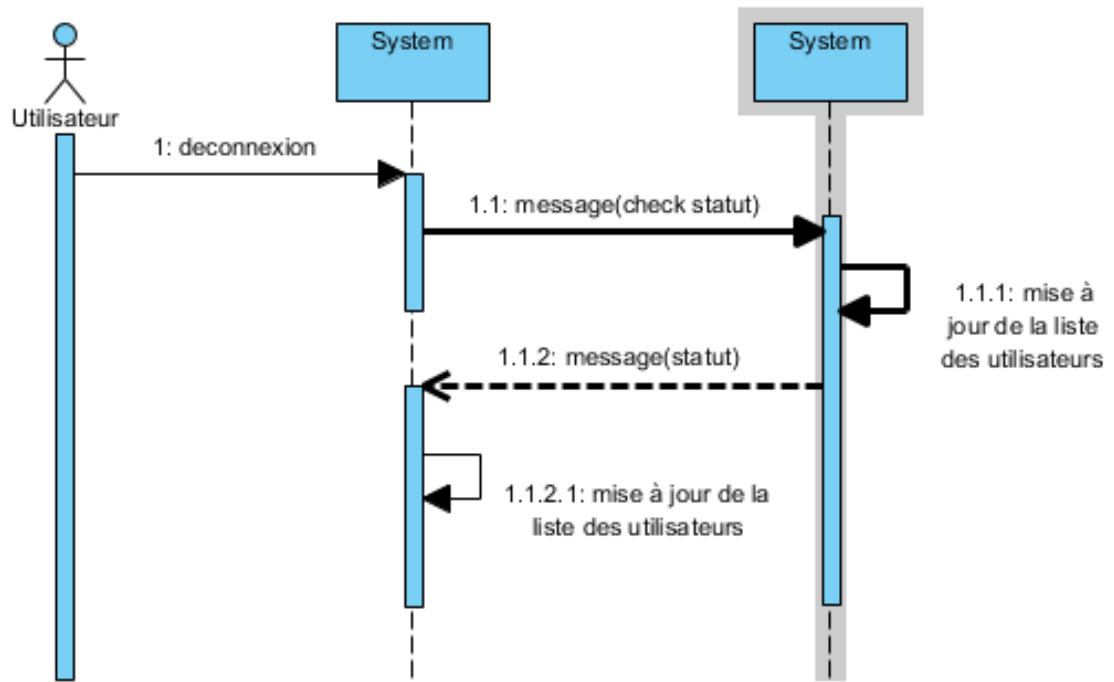 System
System
Utilisateur
1: deconnexion
1.1: message(check statut)
1.1.1: mise à
jour de la liste
des utilisateurs
1.1.2: message(statut)
1.1.2.1: mise à jour de la
liste des utilisateurs